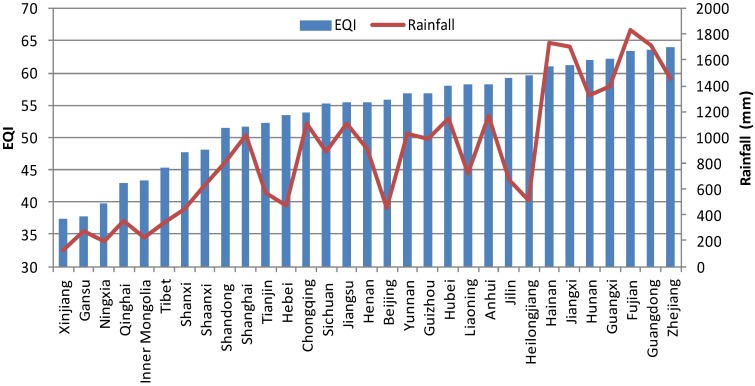 EQI Rainfall
EQI
70
65
60
55
50
45
40
35
30
Rainfall (mm)
2000
1800
1600
1400
1200
1000
800
600
400
200
0
Xinjiang
Gansu
Ningxia
Qinghai
Inner Mongolia
Tibet
Shanxi
Shaanxi
Shandong
Shanghai
Tianjin
Hebei
Chongqing
Sichuan
Jiangsu
Henan
Beijing
Yunnan
Guizhou
Hubei
Liaoning
Anhui
Jilin
Heilongjiang
Hainan
Jiangxi
Hunan
Guangxi
Fujian
Guangdong
Zhejiang